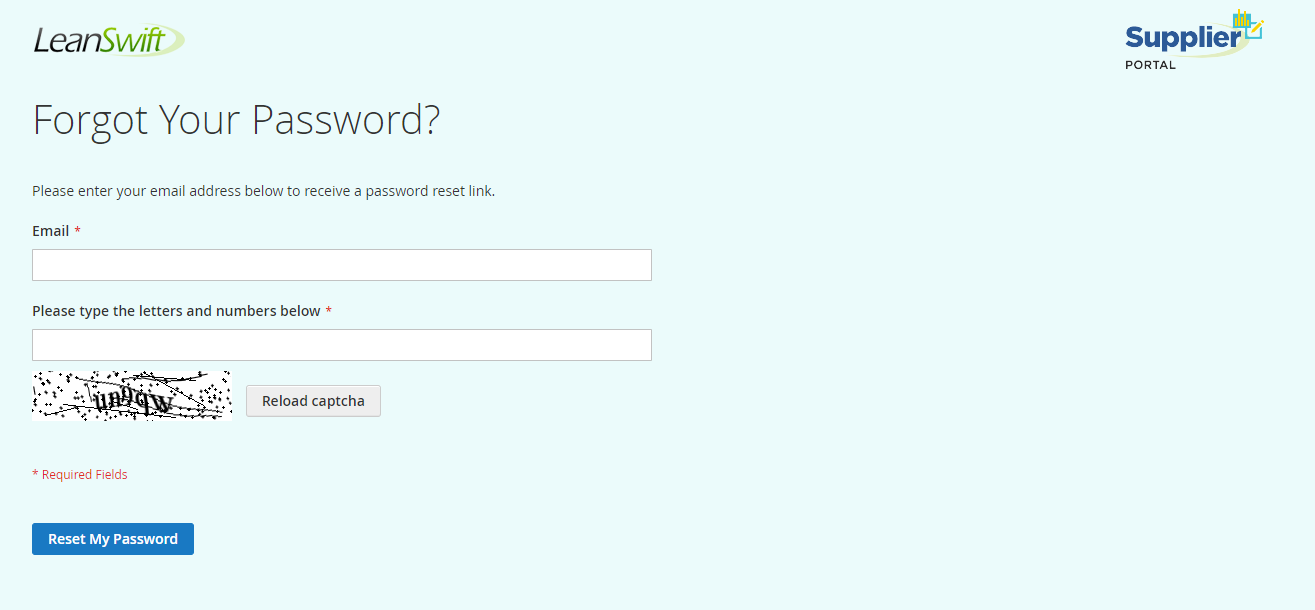 LeanSwift
Supplier
PORTAL
Forgot Your Password?
Please enter your email address below to receive a password reset link.
Email *
Please type the letters and numbers below *
Reload captcha
* Required Fields
Reset My Password